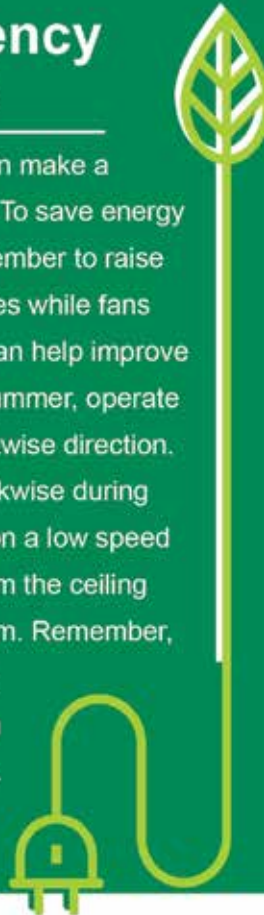 ency
n make a
To save energy
ember to raise
es while fans
an help improve
ummer, operate
kwise direction.
kwise during
on a low speed
m the ceiling
m. Remember,